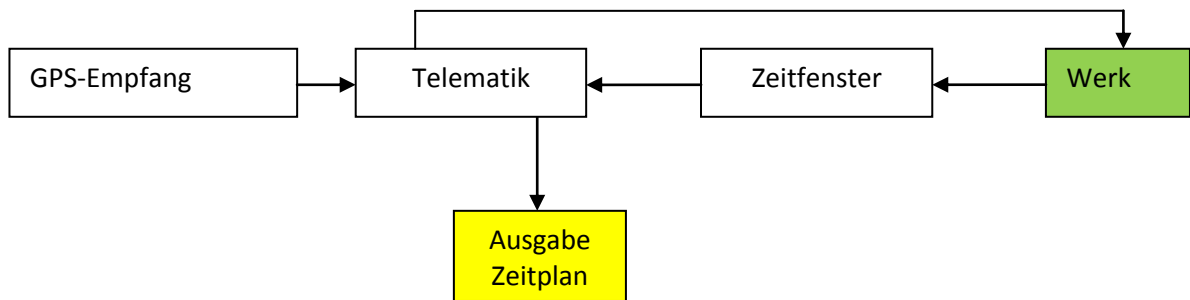 GPS-Empfang
Telematik
Zeitfenster
Werk
Ausgabe
Zeitplan